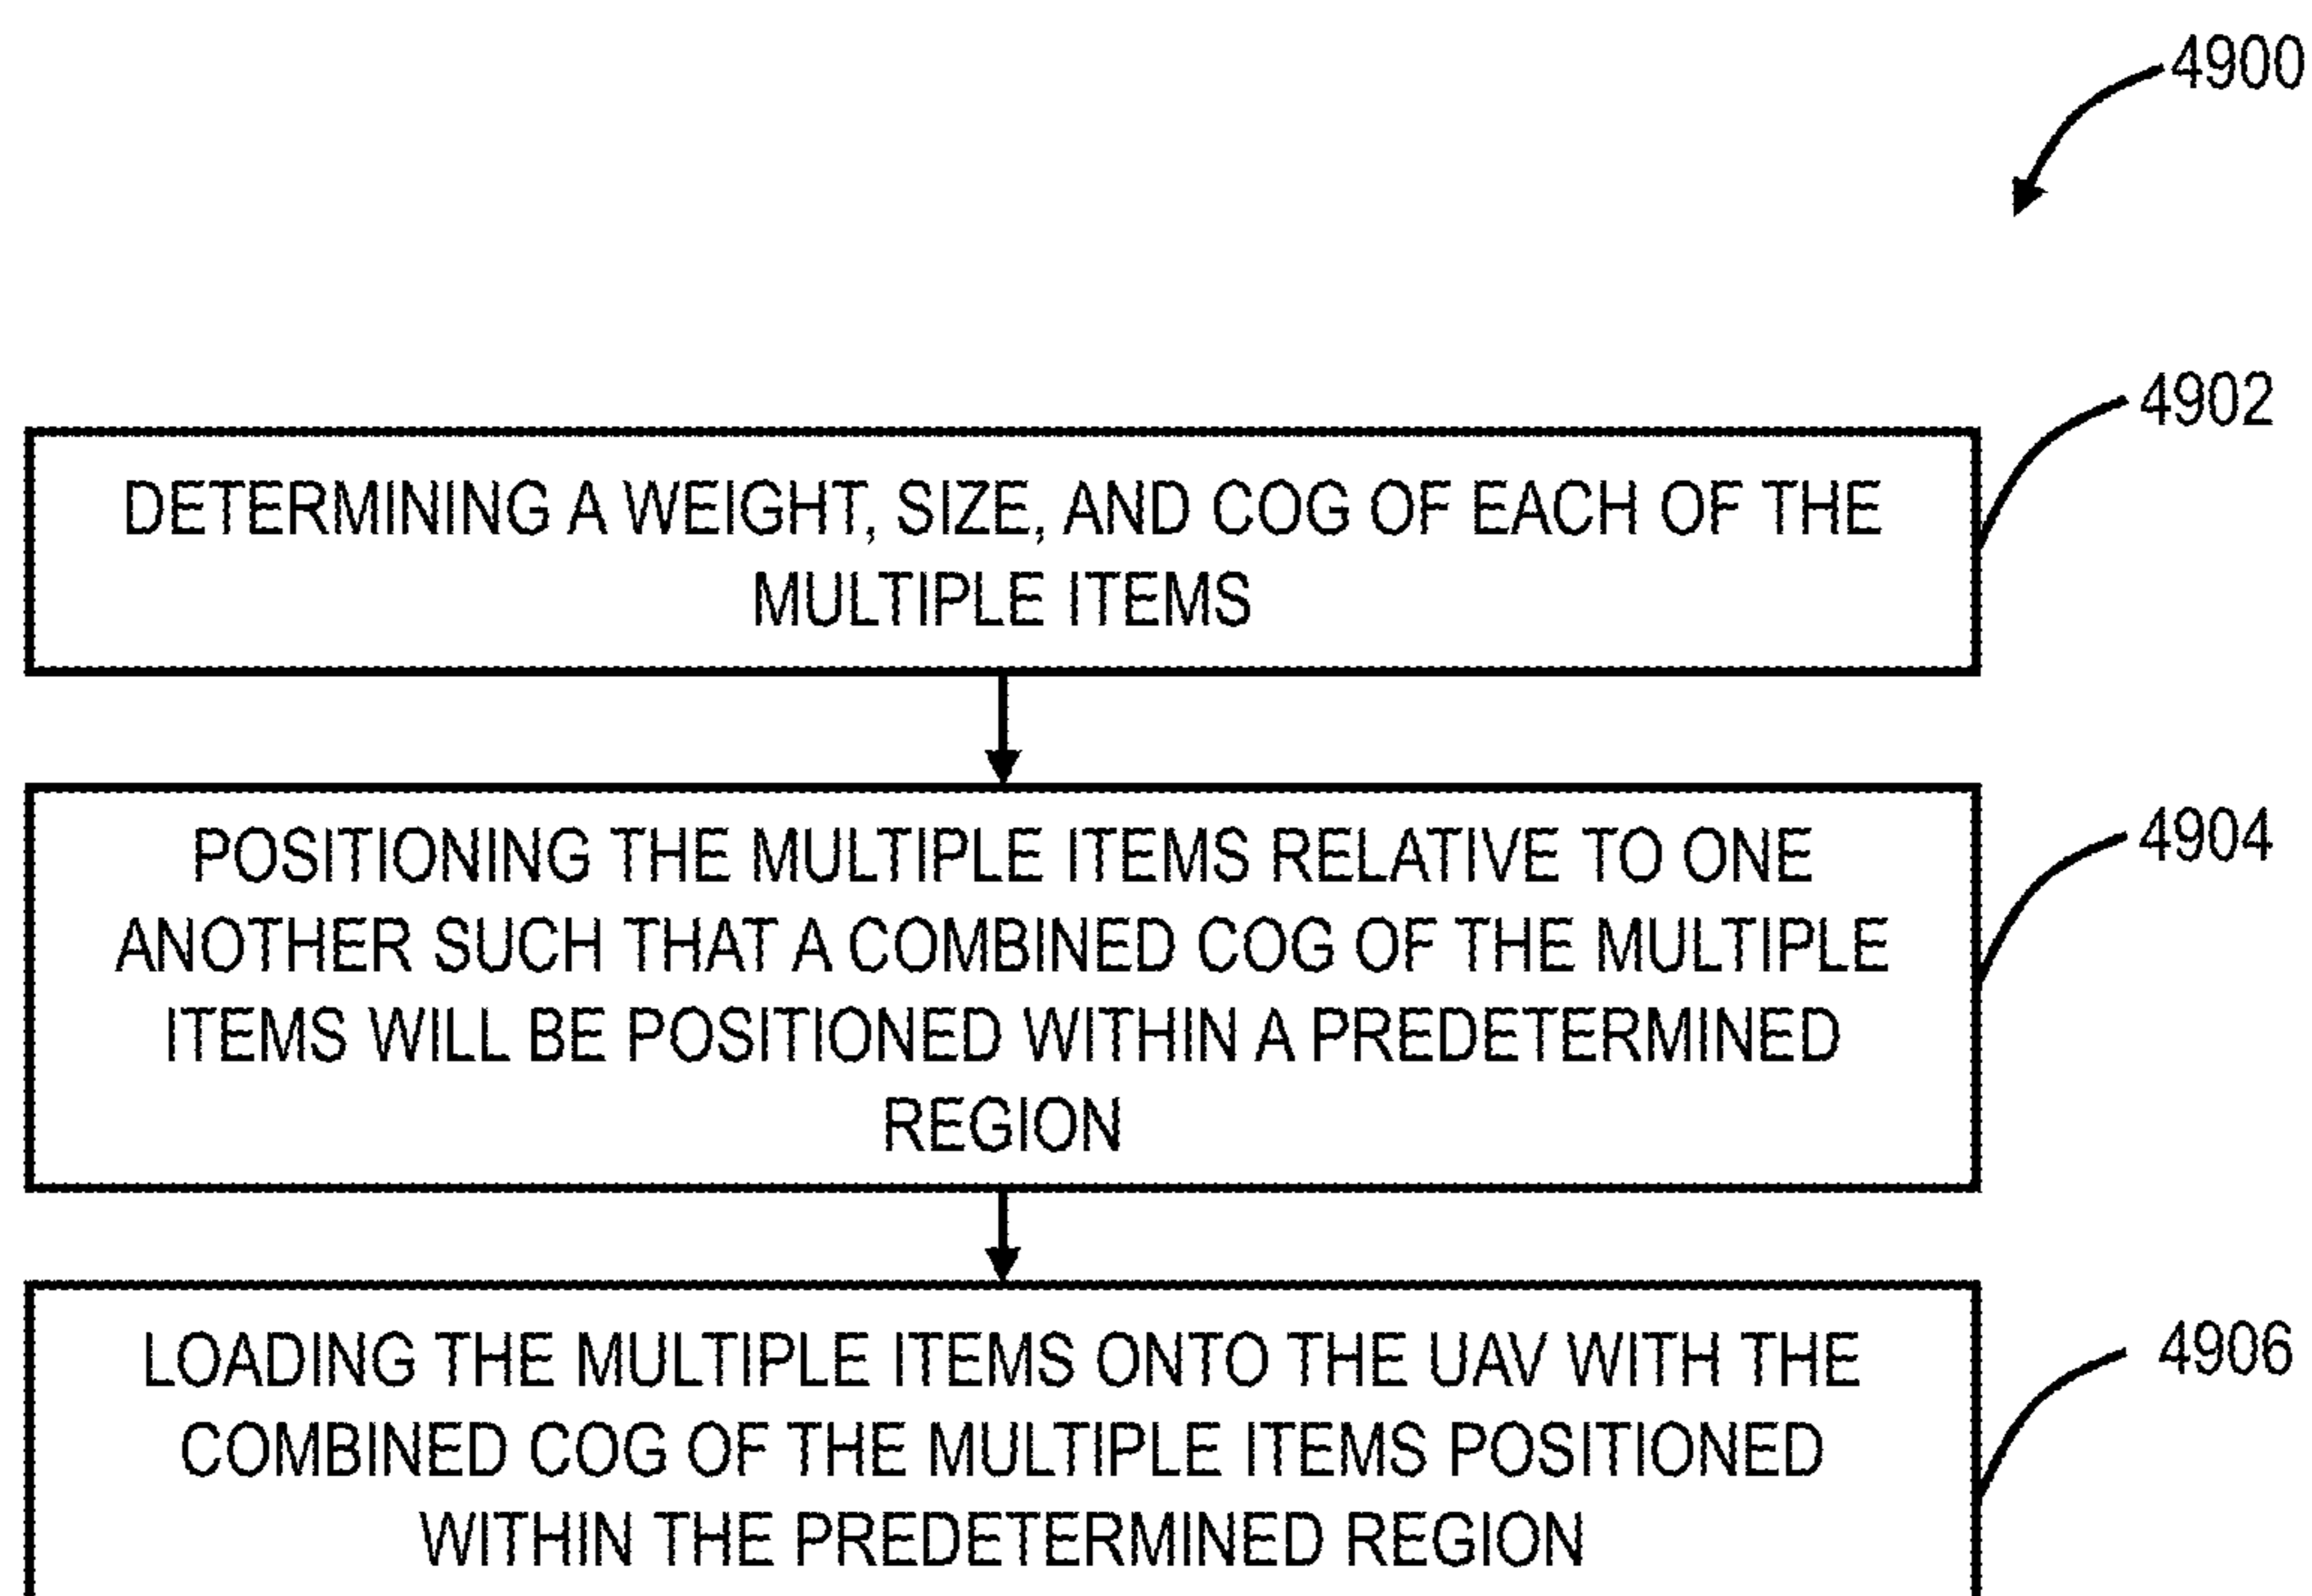 4900
4902
DETERMINING A WEIGHT, SIZE, AND COG OF EACH OF THE
MULTIPLE ITEMS
4904
POSITIONING THE MULTIPLE ITEMS RELATIVE TO ONE
ANOTHER SUCH THAT A COMBINED COG OF THE MULTIPLE
ITEMS WILL BE POSITIONED WITHIN A PREDETERMINED
REGION
4906
LOADING THE MULTIPLE ITEMS ONTO THE UAV WITH THE
COMBINED COG OF THE MULTIPLE ITEMS POSITIONED
WITHIN THE PREDETERMINED REGION